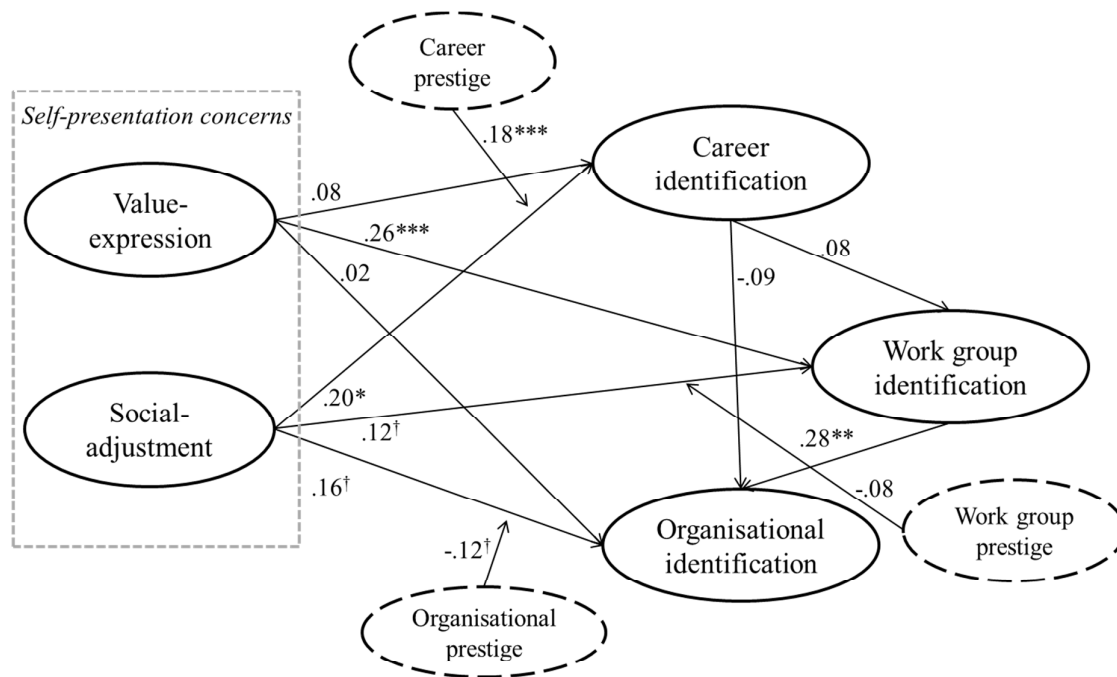 Career
prestige
Self-presentation concerns
.18***
Career
identification
Value-
expression
.08
.26***
.02
-.09
.08
Work group
identification
Social-
adjustment
.20*
.12†
.28**
.16†
-.08
Organisational
identification
Work group
prestige
-.12†
Organisational
prestige